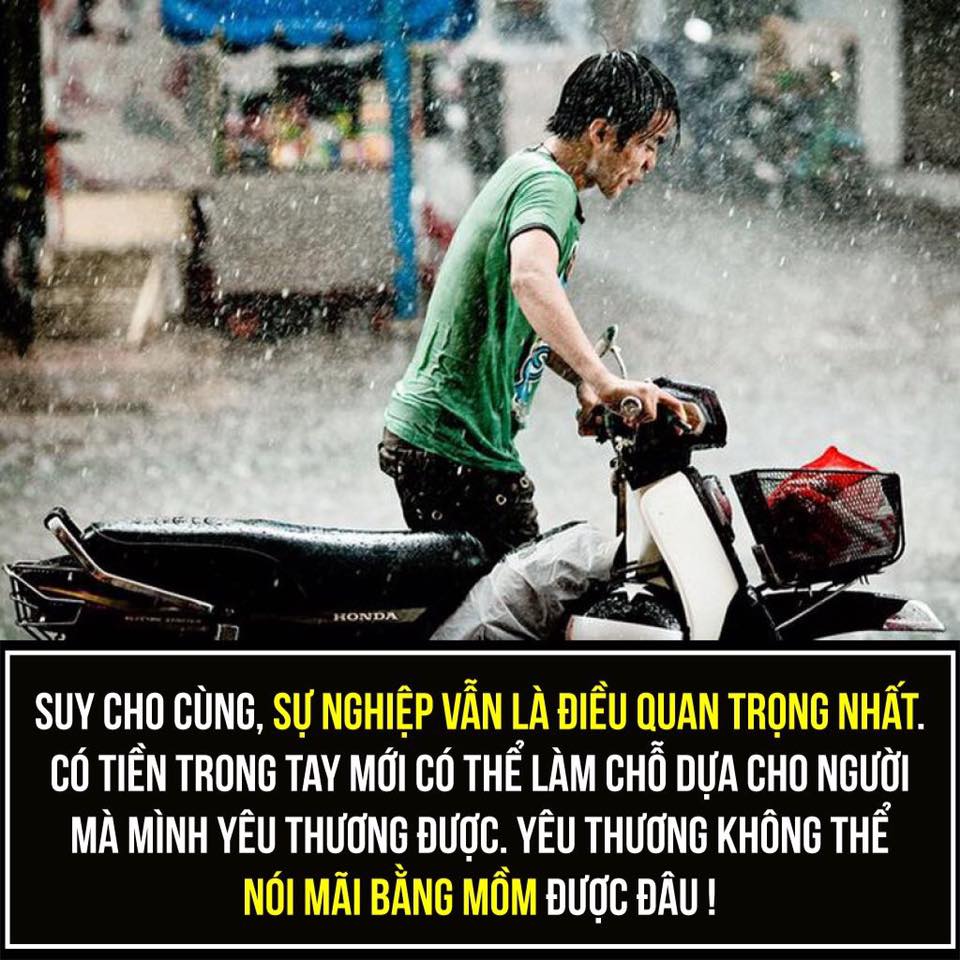 HONDA
SUY CHO CÙNG, SỰ NGHIỆP VẪN LÀ ĐIỀU QUAN TRỌNG NHẤT.
CÓ TIỀN TRONG TAY MỚI CÓ THỂ LÀM CHỖ DỰA CHO NGƯỜI
MÀ MÌNH YÊU THƯƠNG ĐƯỢC. YÊU THƯƠNG KHÔNG THỂ
NÓI MÃI BẰNG MỒM ĐƯỢC ĐÂU !